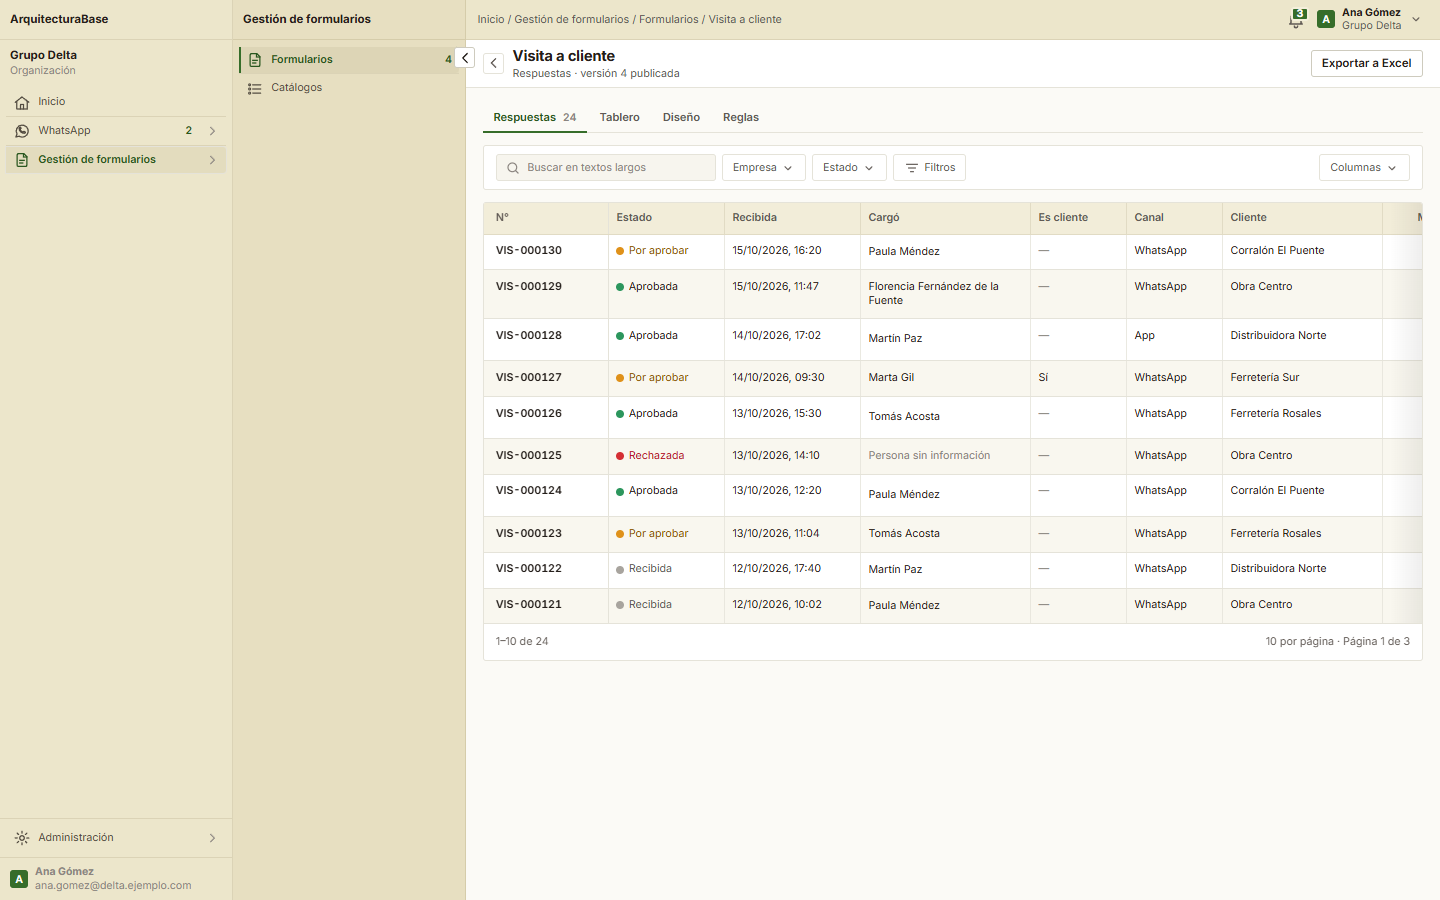 ArquitecturaBase
Grupo Delta
Organización
Inicio
WhatsApp 2
Gestión de formularios
Administración
A Ana Gómez
ana.gomez@delta.ejemplo.com
Gestión de formularios
Formularios 4
Catálogos
Inicio / Gestión de formularios / Formularios / Visita a cliente
3
A Ana Gómez
Grupo Delta
Visita a cliente
Respuestas · versión 4 publicada
Exportar a Excel
Respuestas 24 Tablero Diseño Reglas
Buscar en textos largos Empresa Estado Filtros Columnas
N° Estado Recibida Cargó Es cliente Canal Cliente
VIS-000130 Por aprobar 15/10/2026, 16:20 Paula Méndez — WhatsApp Corralón El Puente
VIS-000129 Aprobada 15/10/2026, 11:47 Florencia Fernández de la Fuente — WhatsApp Obra Centro
VIS-000128 Aprobada 14/10/2026, 17:02 Martín Paz — App Distribuidora Norte
VIS-000127 Por aprobar 14/10/2026, 09:30 Marta Gil Sí WhatsApp Ferretería Sur
VIS-000126 Aprobada 13/10/2026, 15:30 Tomás Acosta — WhatsApp Ferretería Rosales
VIS-000125 Rechazada 13/10/2026, 14:10 Persona sin información — WhatsApp Obra Centro
VIS-000124 Aprobada 13/10/2026, 12:20 Paula Méndez — WhatsApp Corralón El Puente
VIS-000123 Por aprobar 13/10/2026, 11:04 Tomás Acosta — WhatsApp Ferretería Rosales
VIS-000122 Recibida 12/10/2026, 17:40 Martín Paz — WhatsApp Distribuidora Norte
VIS-000121 Recibida 12/10/2026, 10:02 Paula Méndez — WhatsApp Obra Centro
1–10 de 24 10 por página · Página 1 de 3